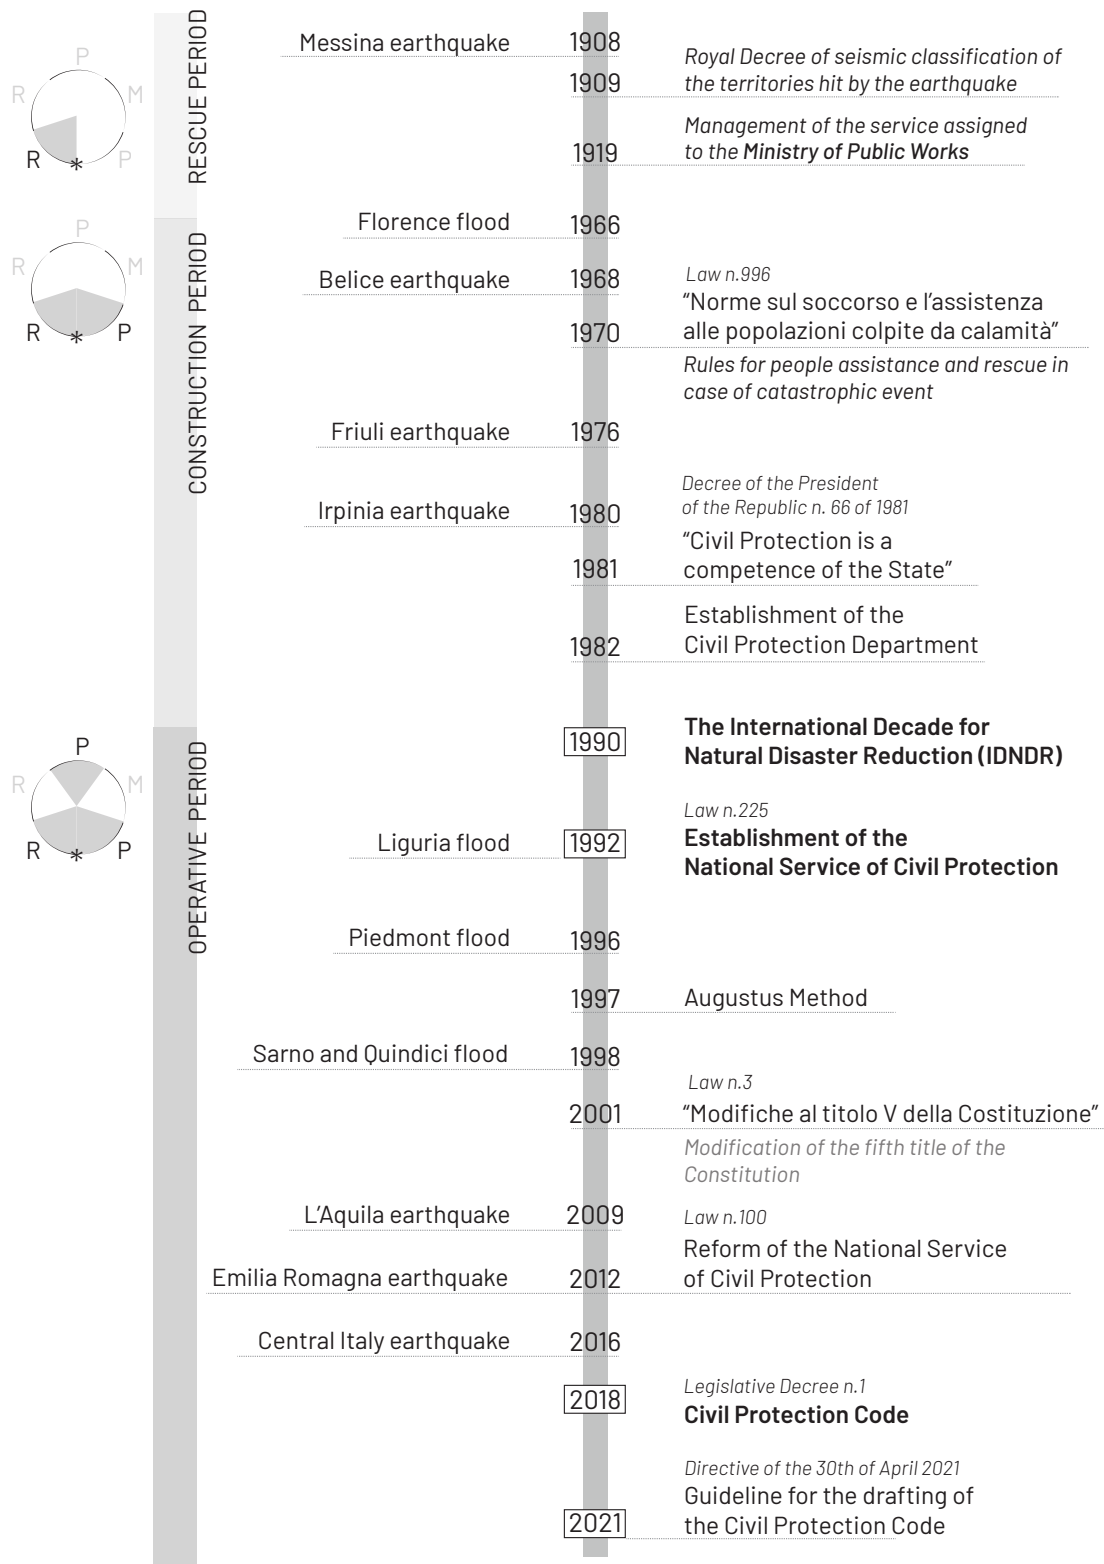 RESCUE PERIOD
P
R
M
R
*
P
Messina earthquake
1908
1909
Royal Decree of seismic classification of
the territories hit by the earthquake
1919
Management of the service assigned
to the Ministry of Public Works
CONSTRUCTION PERIOD
P
R
M
R
*
P
Florence flood
1966
Belice earthquake
1968
1970
Law n.996
“Norme sul soccorso e l’assistenza
alle popolazioni colpite da calamità”
Rules for people assistance and rescue in
case of catastrophic event
Friuli earthquake
1976
Irpinia earthquake
1980
Decree of the President
of the Republic n. 66 of 1981
“Civil Protection is a
competence of the State”
1981
Establishment of the
Civil Protection Department
1982
OPERATIVE PERIOD
P
R
M
R
*
P
1990
The International Decade for
Natural Disaster Reduction (IDNDR)
Liguria flood
1992
Law n.225
Establishment of the
National Service of Civil Protection
Piedmont flood
1996
1997
Augustus Method
Sarno and Quindici flood
1998
2001
Law n.3
“Modifiche al titolo V della Costituzione”
Modification of the fifth title of the
Constitution
L’Aquila earthquake
2009
Law n.100
Reform of the National Service
of Civil Protection
Emilia Romagna earthquake
2012
Central Italy earthquake
2016
2018
Legislative Decree n.1
Civil Protection Code
Directive of the 30th of April 2021
Guideline for the drafting of
the Civil Protection Code
2021